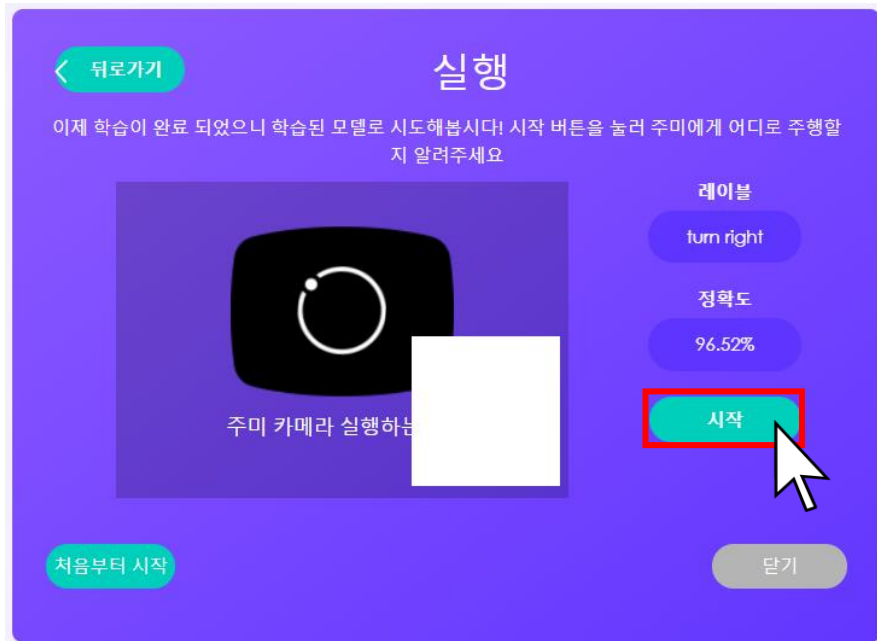 뒤로가기
실행
이제 학습이 완료 되었으니 학습된 모델로 시도해봅시다! 시작 버튼을 눌러 주미에게 어디로 주행할
지 알려주세요
레이블
turn right
정확도
96.52%
주미 카메라 실행하는
시작
처음부터 시작
닫기